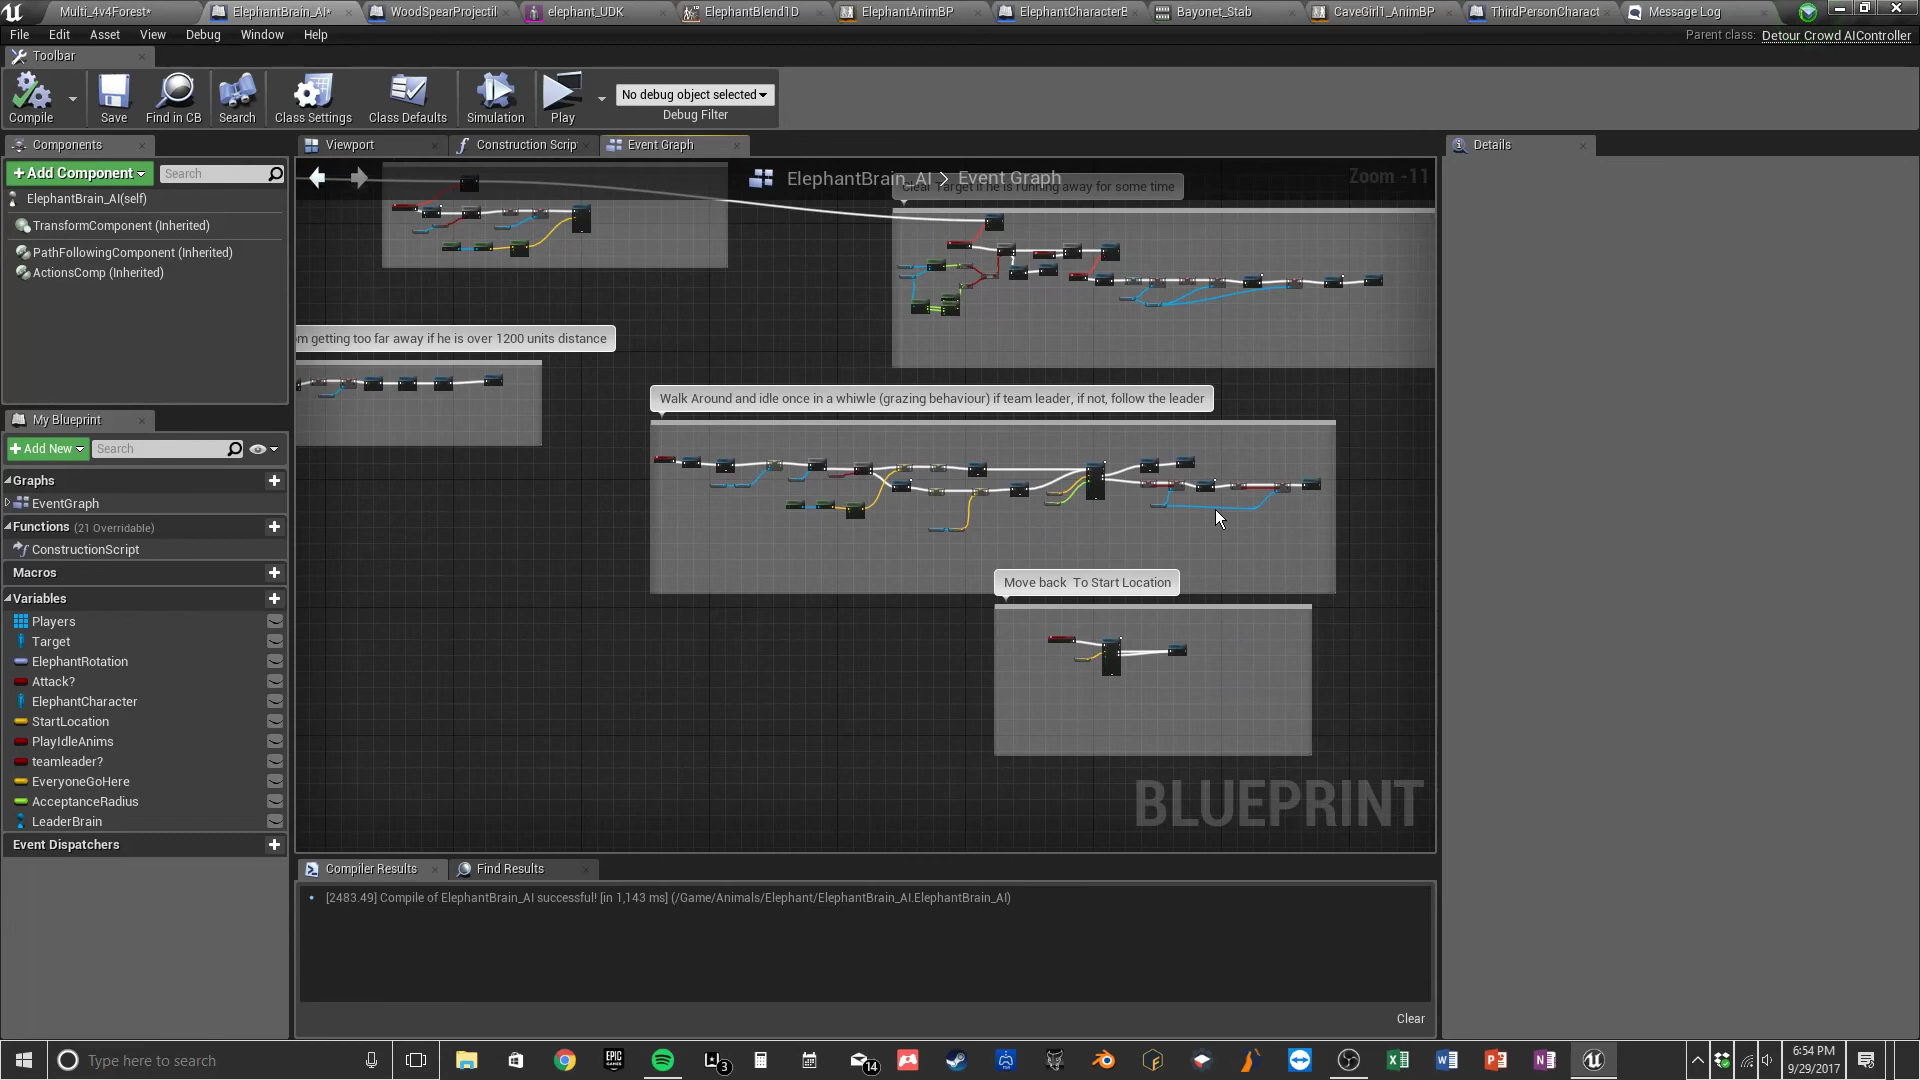 Multi_4v4Forest*
ElephantBrain_AI*
WoodSpearProjectil
elephant_UDK
ElephantBlend1D
ElephantAnimBP
ElephantCharacterE
Bayonet_Stab
CaveGirl1_AnimBP
ThirdPersonCharact
Message Log
File
Edit
Asset
View
Debug
Window
Help
Parent class:
Detour Crowd AIController
Toolbar
Compile
Save
Find in CB
Search
Class Settings
Class Defaults
Simulation
Play
No debug object selected
Debug Filter
Components
Viewport
Construction Scrip
Event Graph
Details
+Add Component
Search
ElephantBrain_AI(self)
TransformComponent (Inherited)
PathFollowingComponent (Inherited)
ActionsComp (Inherited)
ElephantBrain_AI > Event Graph
Zoom -11
Clear Target if he is running away for some time
om getting too far away if he is over 1200 units distance
Walk Around and idle once in a whiwle (grazing behaviour) if team leader, if not, follow the leader
Move back To Start Location
BLUEPRINT
My Blueprint
+Add New
Search
Graphs
EventGraph
Functions (21 Overridable)
ConstructionScript
Macros
Variables
Players
Target
ElephantRotation
Attack?
ElephantCharacter
StartLocation
PlayIdleAnims
teamleader?
EveryoneGoHere
AcceptanceRadius
LeaderBrain
Event Dispatchers
Compiler Results
Find Results
[2483.49] Compile of ElephantBrain_AI successful! [in 1,143 ms] (/Game/Animals/Elephant/ElephantBrain_AI.ElephantBrain_AI)
Clear
Type here to search
EPIC GAMES
3
14
6:54 PM
9/29/2017